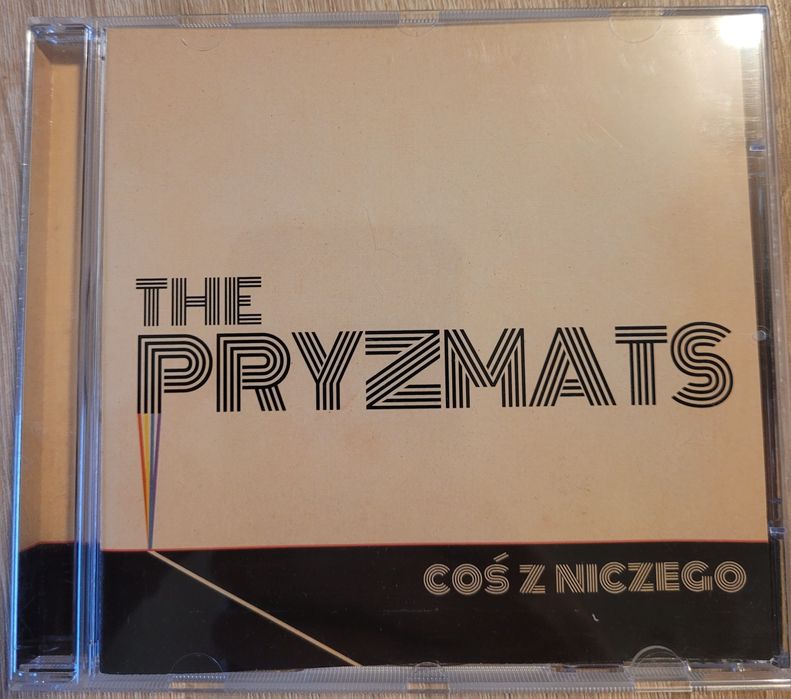 THE
PRYZMATS
COŚ Z NICZEGO